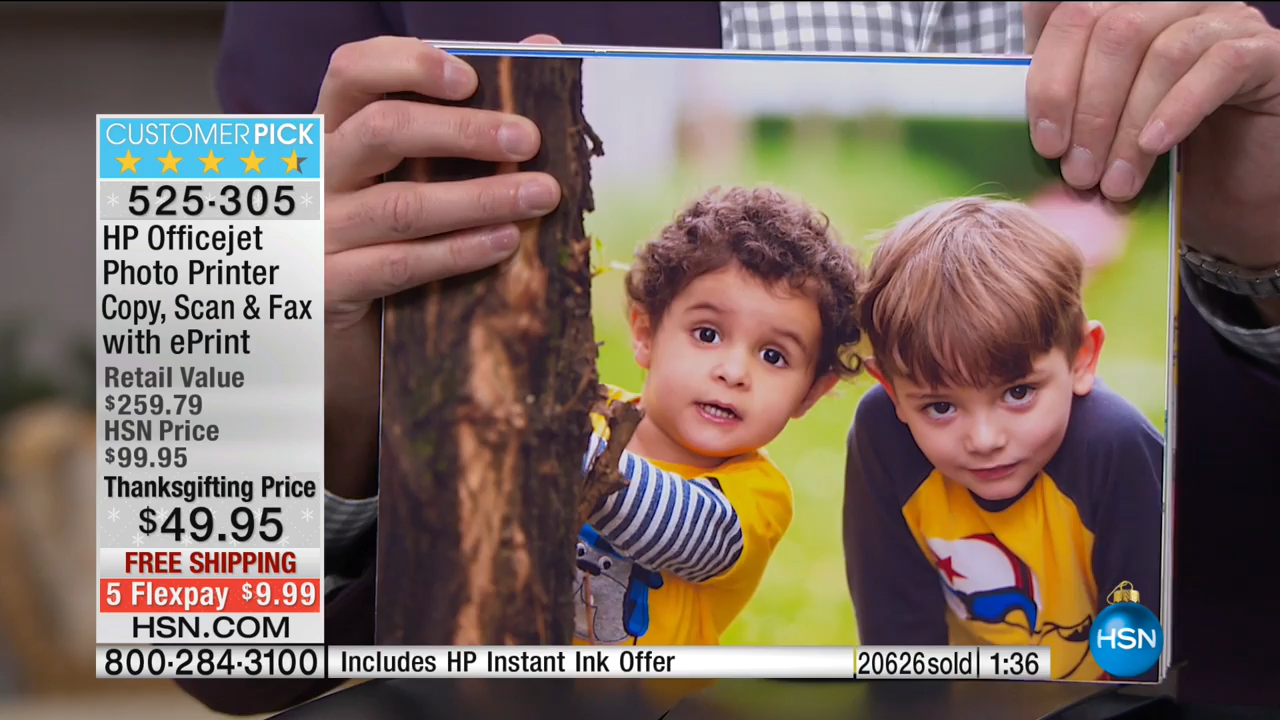 CUSTOMER PICK
525·305
HP Officejet
Photo Printer
Copy, Scan & Fax
with ePrint
Retail Value
$259.79
HSN Price
$99.95
Thanksgifting Price
$49.95
FREE SHIPPING
5 Flexpay $9.99
HSN.COM
800·284·3100
Includes HP Instant Ink Offer
20626 sold
1:36
HSN